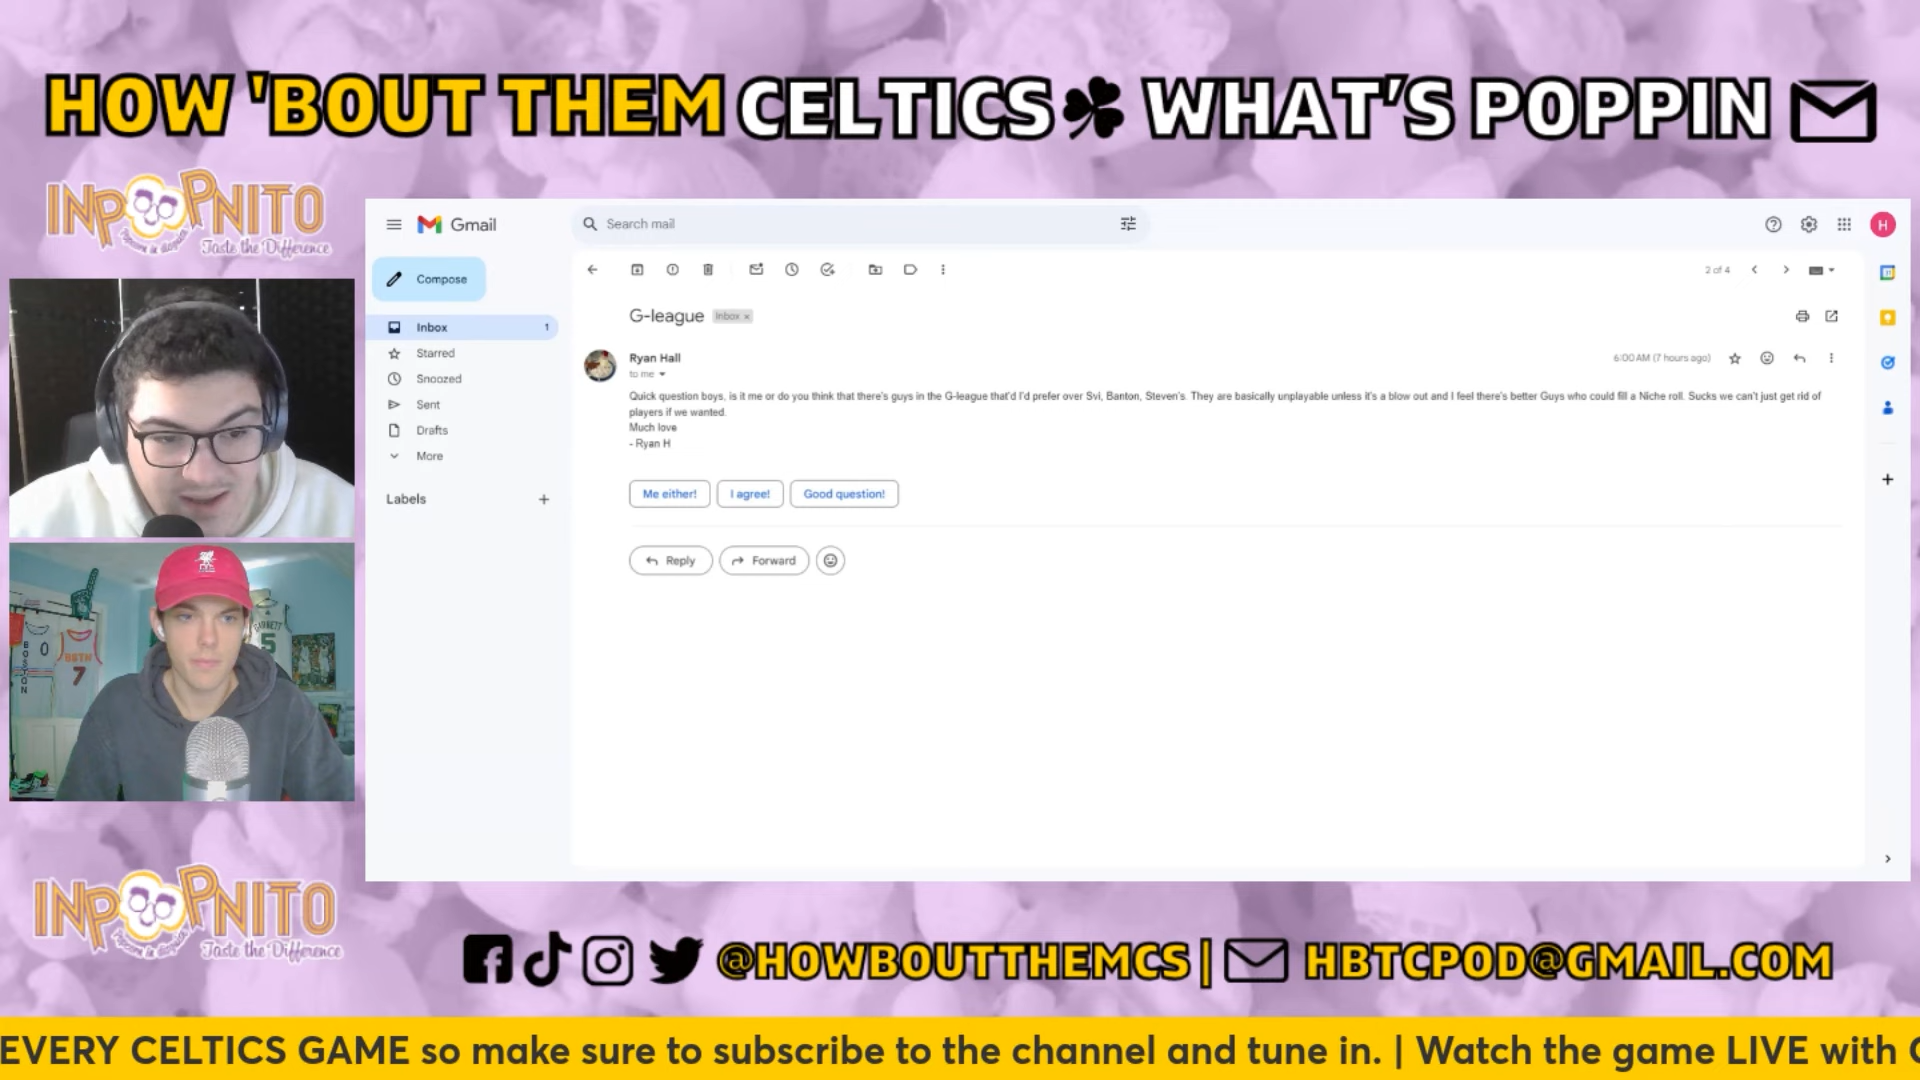 HOW 'BOUT THEM CELTICS WHAT'S POPPIN
INPOPNITO
Taste the Difference
Gmail
Search mail
H
Compose
2 of 4
Inbox 1
Starred
Snoozed
Sent
Drafts
More
Labels
G-league Inbox x
Ryan Hall
6:00 AM (7 hours ago)
to me
Quick question boys, is it me or do you think that there's guys in the G-league that'd I'd prefer over Svi, Banton, Steven's. They are basically unplayable unless it's a blow out and I feel there's better Guys who could fill a Niche roll. Sucks we can't just get rid of
players if we wanted.
Much love
- Ryan H
Me either! I agree! Good question!
Reply Forward
BOSTON
0
BSTN
7
GARNETT
5
INPOPNITO
Taste the Difference
@HOWBOUTTHEMCS | HBTCPOD@GMAIL.COM
EVERY CELTICS GAME so make sure to subscribe to the channel and tune in. | Watch the game LIVE with